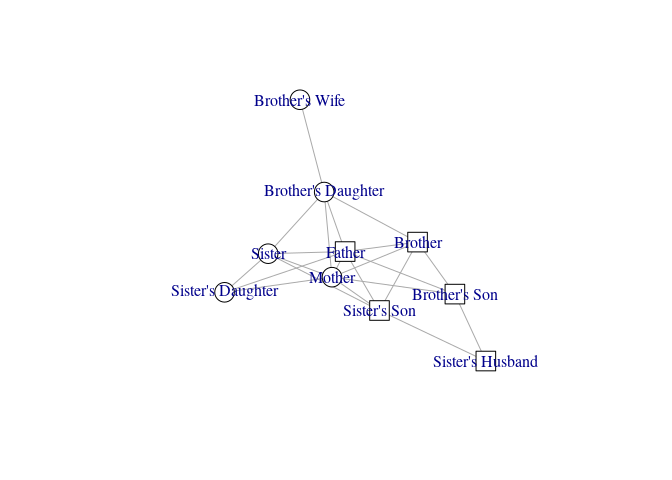 Brother's Wife
Brother's Daughter
Brother
Sister
Father
Mother
Sister's Daughter
Brother's Son
Sister's Son
Sister's Husband